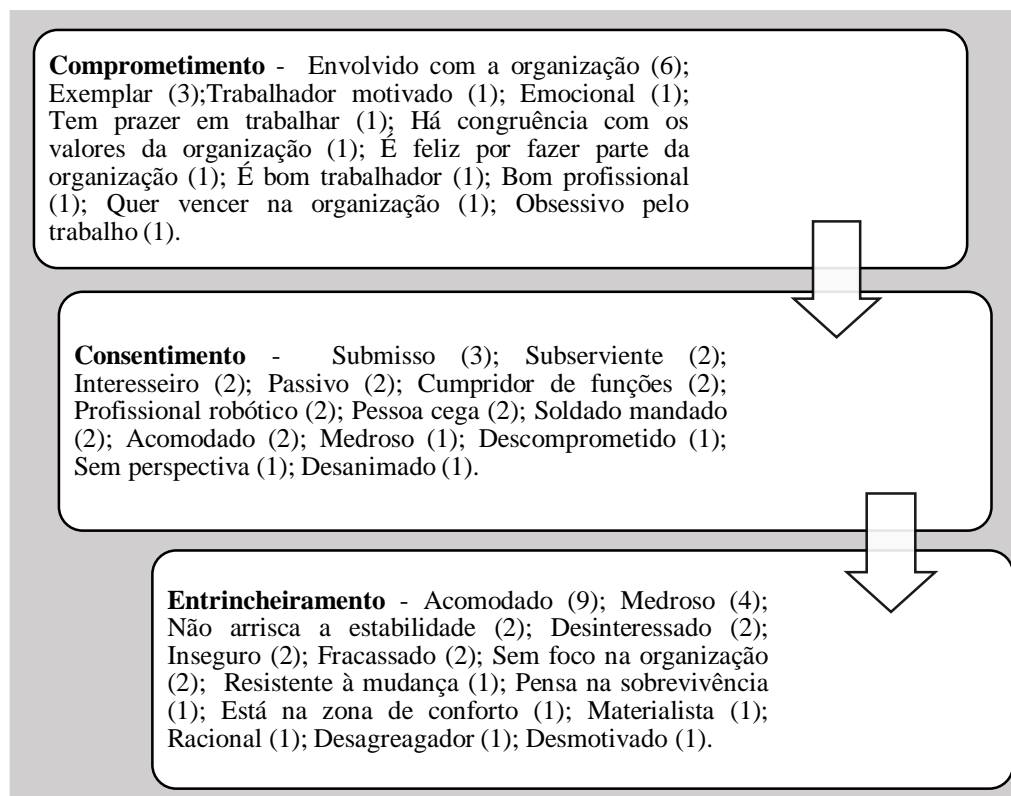 Comprometimento - Envolvido com a organização (6);
Exemplar (3);Trabalhador motivado (1); Emocional (1);
Tem prazer em trabalhar (1); Há congruência com os
valores da organização (1); É feliz por fazer parte da
organização (1); É bom trabalhador (1); Bom profissional
(1); Quer vencer na organização (1); Obsessivo pelo
trabalho (1).
Consentimento - Submisso (3); Subserviente (2);
Interesseiro (2); Passivo (2); Cumpridor de funções (2);
Profissional robótico (2); Pessoa cega (2); Soldado mandado
(2); Acomodado (2); Medroso (1); Descomprometido (1);
Sem perspectiva (1); Desanimado (1).
Entrincheiramento - Acomodado (9); Medroso (4);
Não arrisca a estabilidade (2); Desinteressado (2);
Inseguro (2); Fracassado (2); Sem foco na organização
(2); Resistente à mudança (1); Pensa na sobrevivência
(1); Está na zona de conforto (1); Materialista (1);
Racional (1); Desagreagador (1); Desmotivado (1).